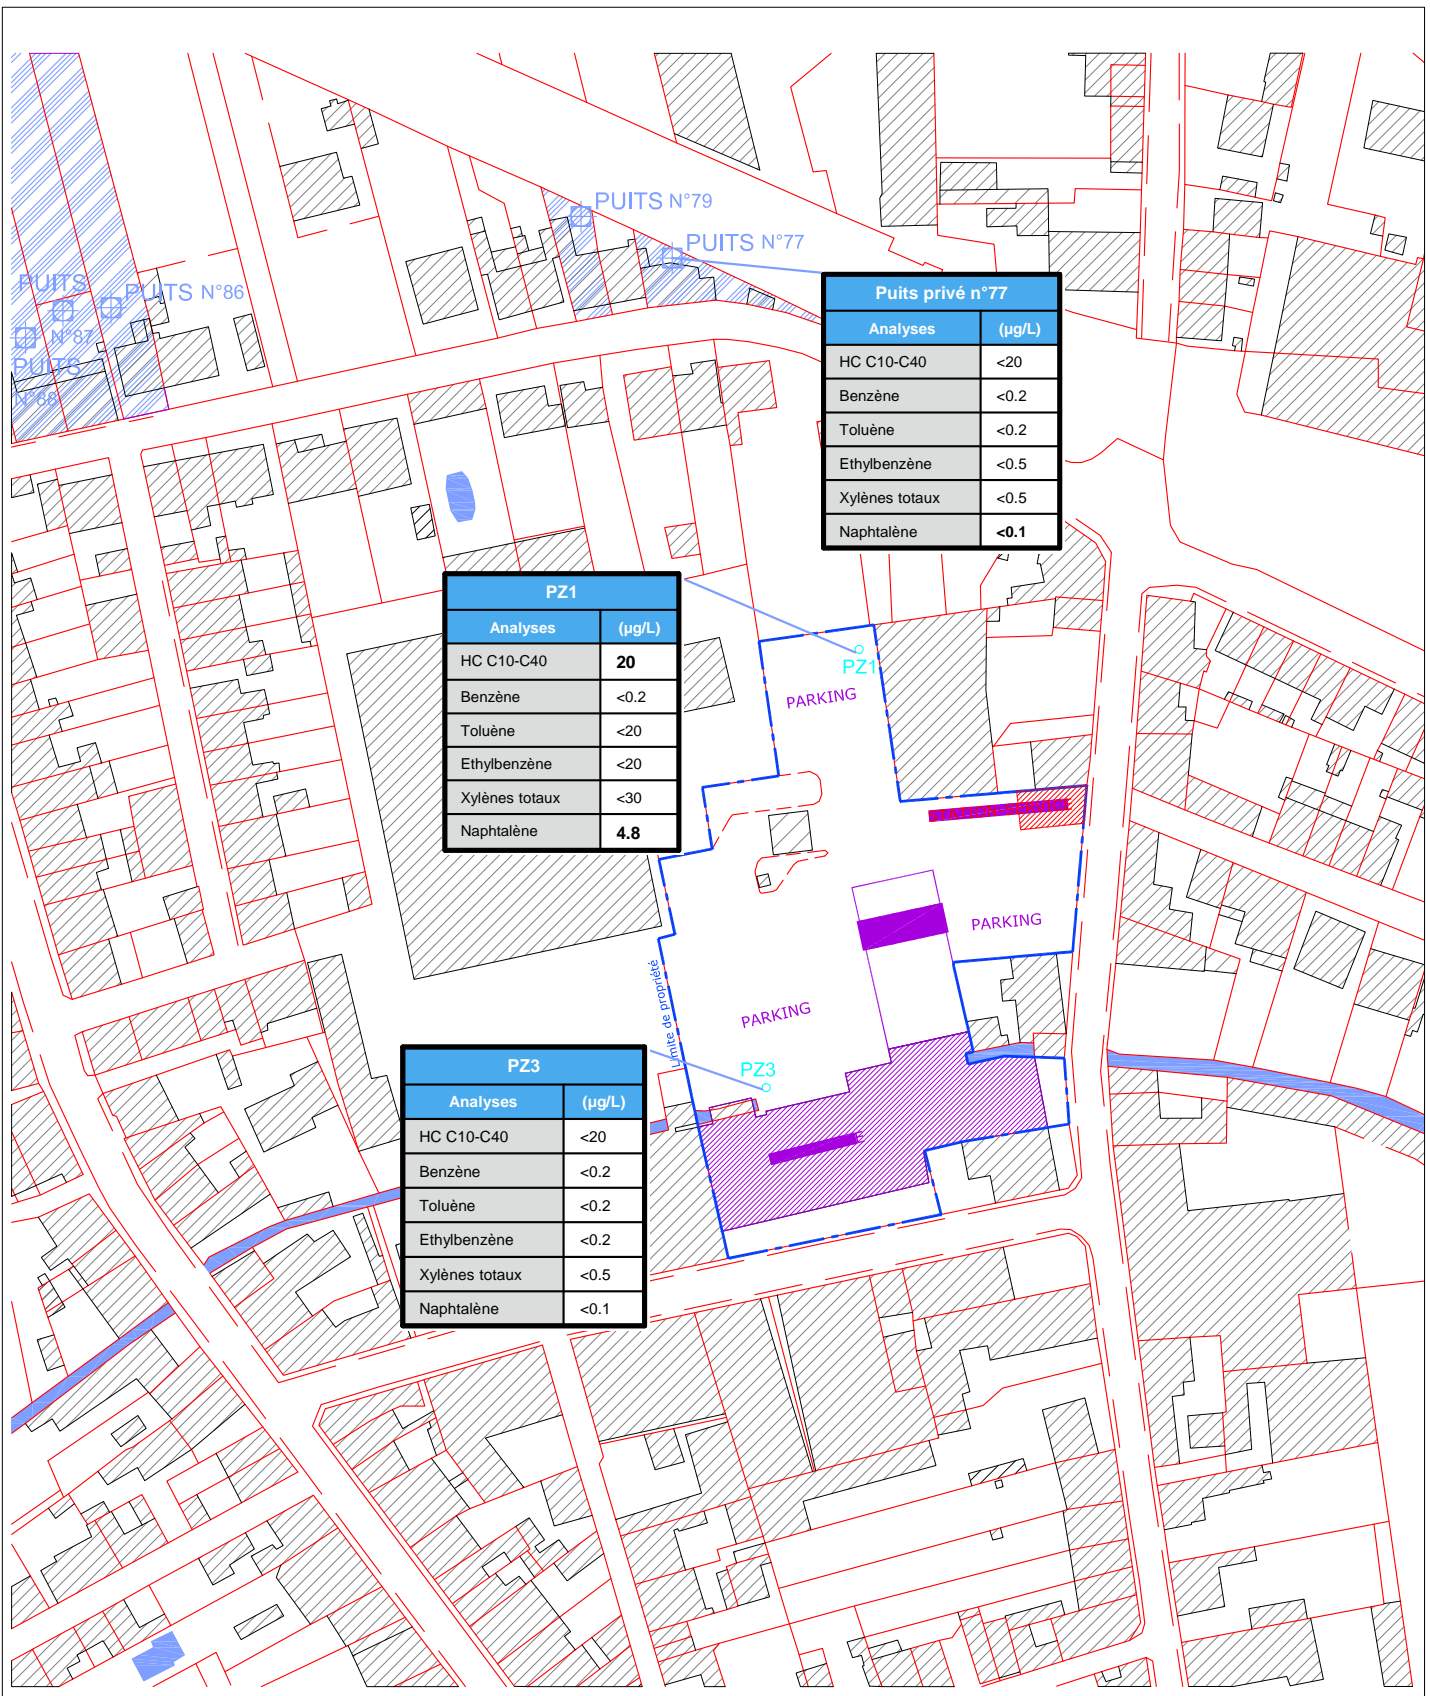 PUITS N°79
PUITS N°77
PUITS
PUITS N°86
N°87
PUITS
N°88
Puits privé n°77
Analyses (µg/L)
HC C10-C40 <20
Benzène <0.2
Toluène <0.2
Ethylbenzène <0.5
Xylènes totaux <0.5
Naphtalène <0.1
PZ1
Analyses (µg/L)
HC C10-C40 20
Benzène <0.2
Toluène <20
Ethylbenzène <20
Xylènes totaux <30
Naphtalène 4.8
PZ1
PARKING
PARKING
Limite de propriété
PARKING
PZ3
PZ3
Analyses (µg/L)
HC C10-C40 <20
Benzène <0.2
Toluène <0.2
Ethylbenzène <0.2
Xylènes totaux <0.5
Naphtalène <0.1